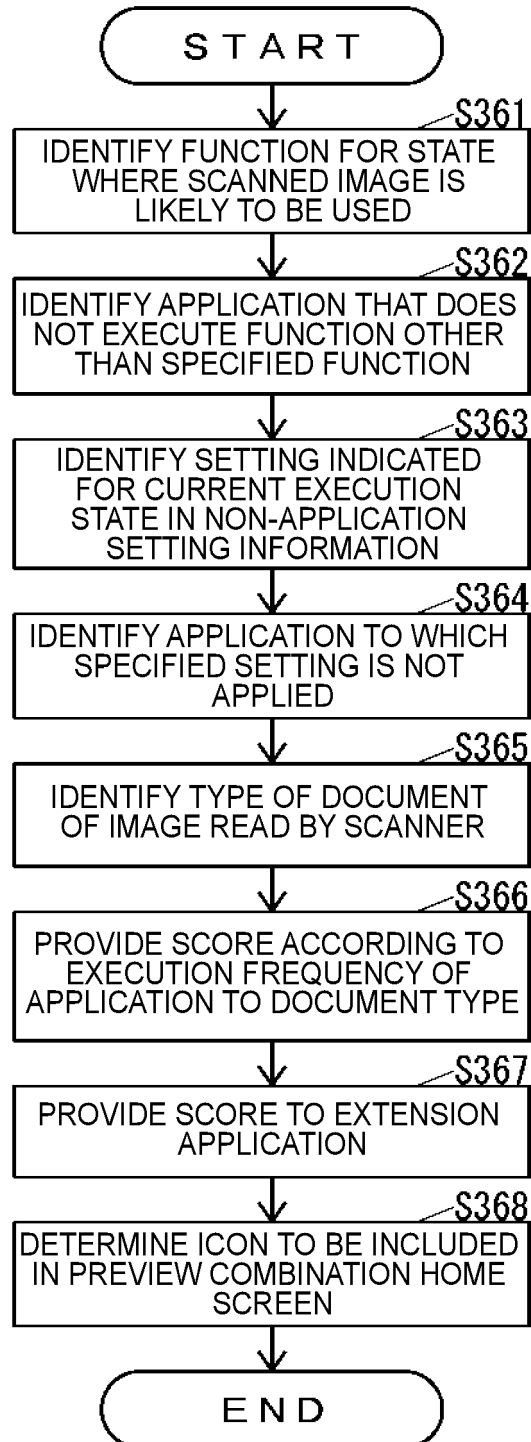 START
S361
IDENTIFY FUNCTION FOR STATE
WHERE SCANNED IMAGE IS
LIKELY TO BE USED
S362
IDENTIFY APPLICATION THAT DOES
NOT EXECUTE FUNCTION OTHER
THAN SPECIFIED FUNCTION
S363
IDENTIFY SETTING INDICATED
FOR CURRENT EXECUTION
STATE IN NON-APPLICATION
SETTING INFORMATION
S364
IDENTIFY APPLICATION TO WHICH
SPECIFIED SETTING IS NOT
APPLIED
S365
IDENTIFY TYPE OF DOCUMENT
OF IMAGE READ BY SCANNER
S366
PROVIDE SCORE ACCORDING TO
EXECUTION FREQUENCY OF
APPLICATION TO DOCUMENT TYPE
S367
PROVIDE SCORE TO EXTENSION
APPLICATION
S368
DETERMINE ICON TO BE INCLUDED
IN PREVIEW COMBINATION HOME
SCREEN
END